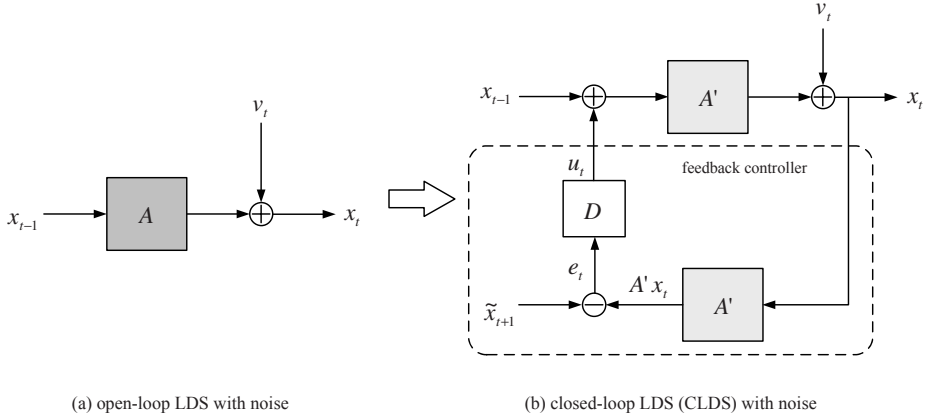 v_t
x_{t−1}
A
x_t
(a) open-loop LDS with noise
v_t
x_{t−1}
A'
x_t
feedback controller
u_t
D
e_t
x̃_{t+1}
A' x_t
A'
(b) closed-loop LDS (CLDS) with noise